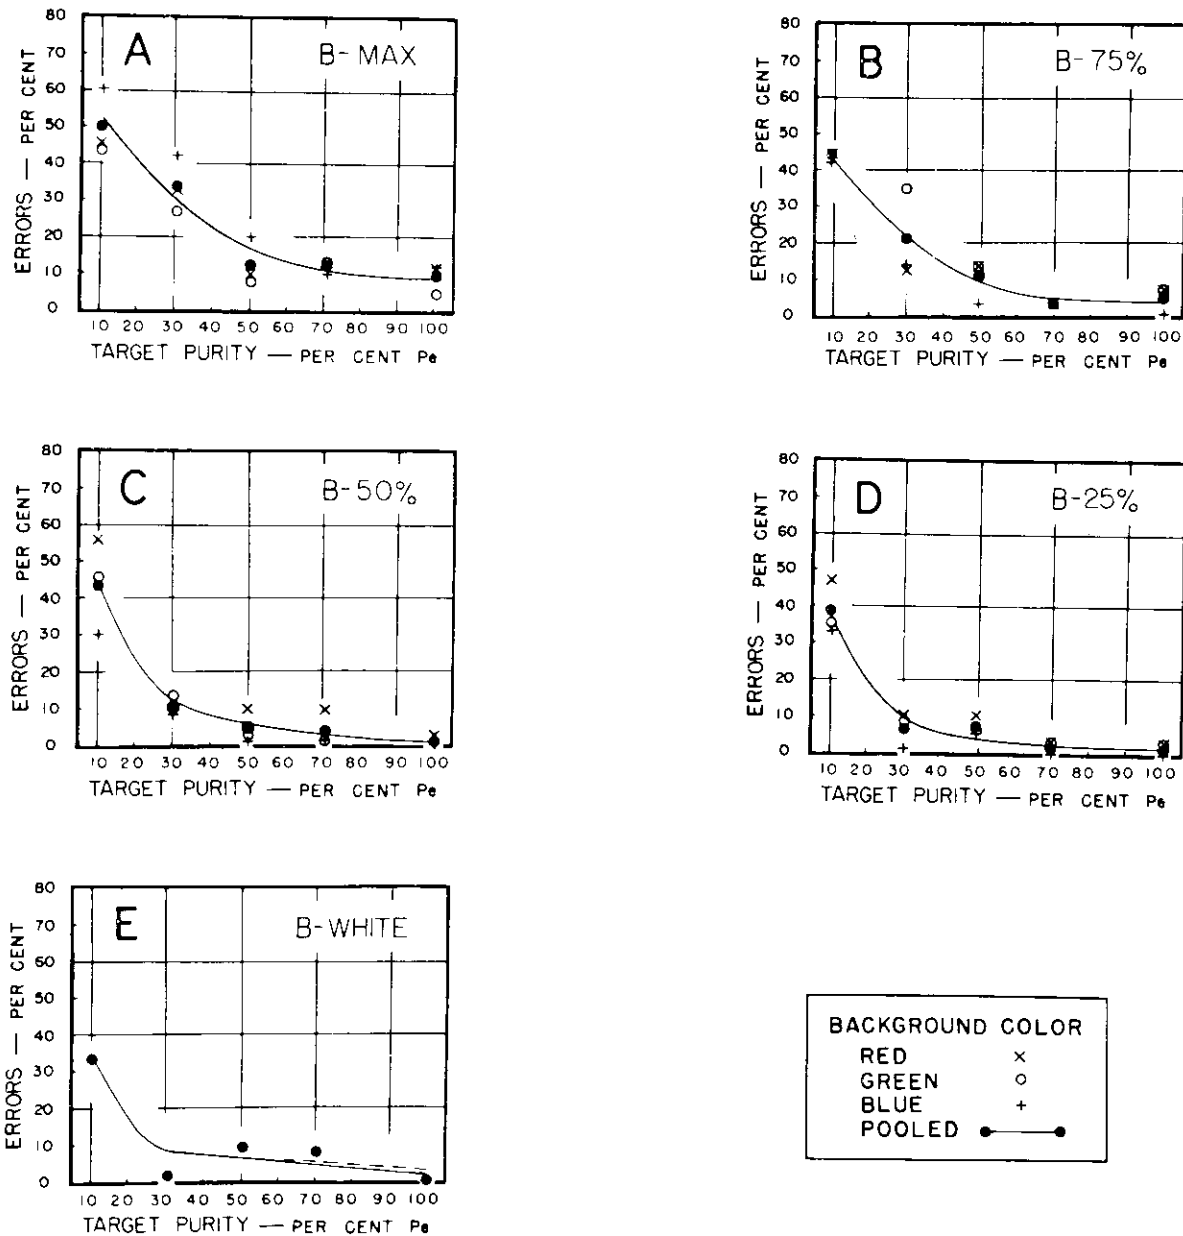 A
B- MAX
ERRORS — PER CENT
80
70
60
50
40
30
20
10
0
10 20 30 40 50 60 70 80 90 100
TARGET PURITY — PER CENT Pe
B
B-75%
ERRORS — PER CENT
80
70
60
50
40
30
20
10
0
10 20 30 40 50 60 70 80 90 100
TARGET PURITY — PER CENT Pe
C
B-50%
ERRORS — PER CENT
80
70
60
50
40
30
20
10
0
10 20 30 40 50 60 70 80 90 100
TARGET PURITY — PER CENT Pe
D
B-25%
ERRORS — PER CENT
80
70
60
50
40
30
20
10
0
10 20 30 40 50 60 70 80 90 100
TARGET PURITY — PER CENT Pe
E
B-WHITE
ERRORS — PER CENT
80
70
60
50
40
30
20
10
0
10 20 30 40 50 60 70 80 90 100
TARGET PURITY — PER CENT Pe
BACKGROUND COLOR
RED ×
GREEN ○
BLUE +
POOLED ●—●